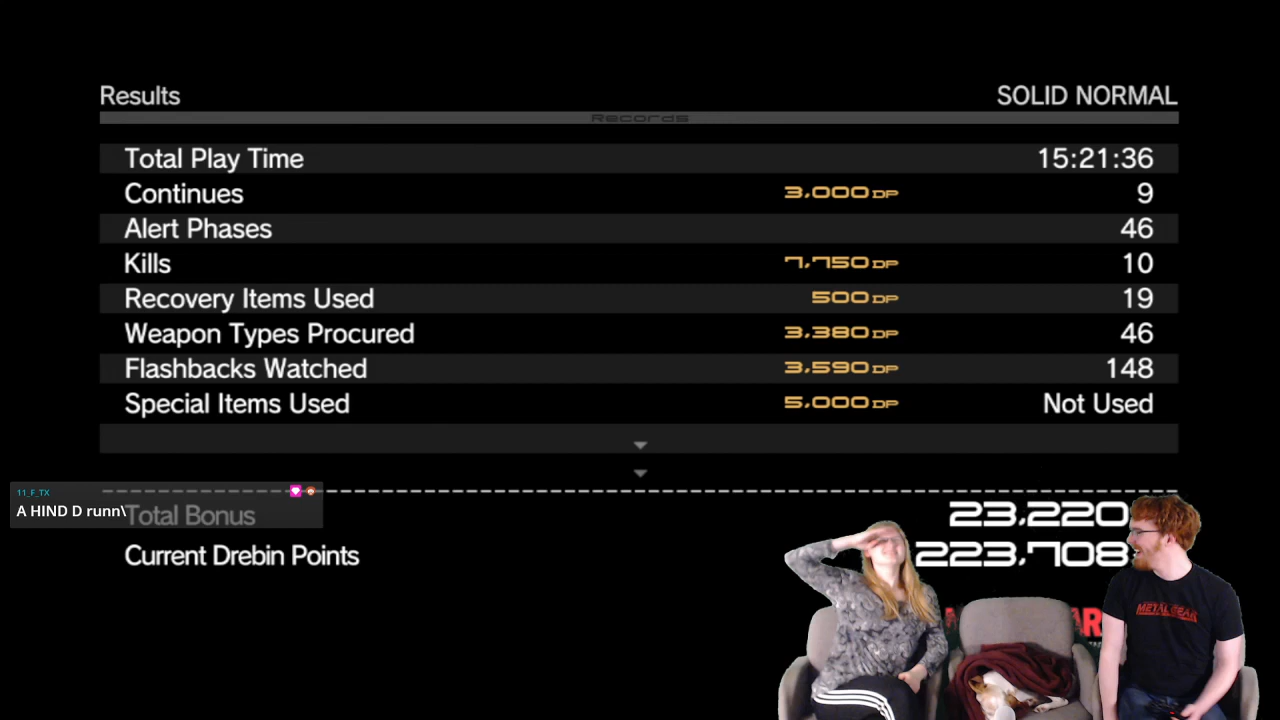 Results SOLID NORMAL
Records
Total Play Time 15:21:36
Continues 3,000 DP 9
Alert Phases 46
Kills 7,750 DP 10
Recovery Items Used 500 DP 19
Weapon Types Procured 3,380 DP 46
Flashbacks Watched 3,590 DP 148
Special Items Used 5,000 DP Not Used
11_F_TX
A HIND D runn\
Total Bonus 23,220
Current Drebin Points 223,708
METAL GEAR